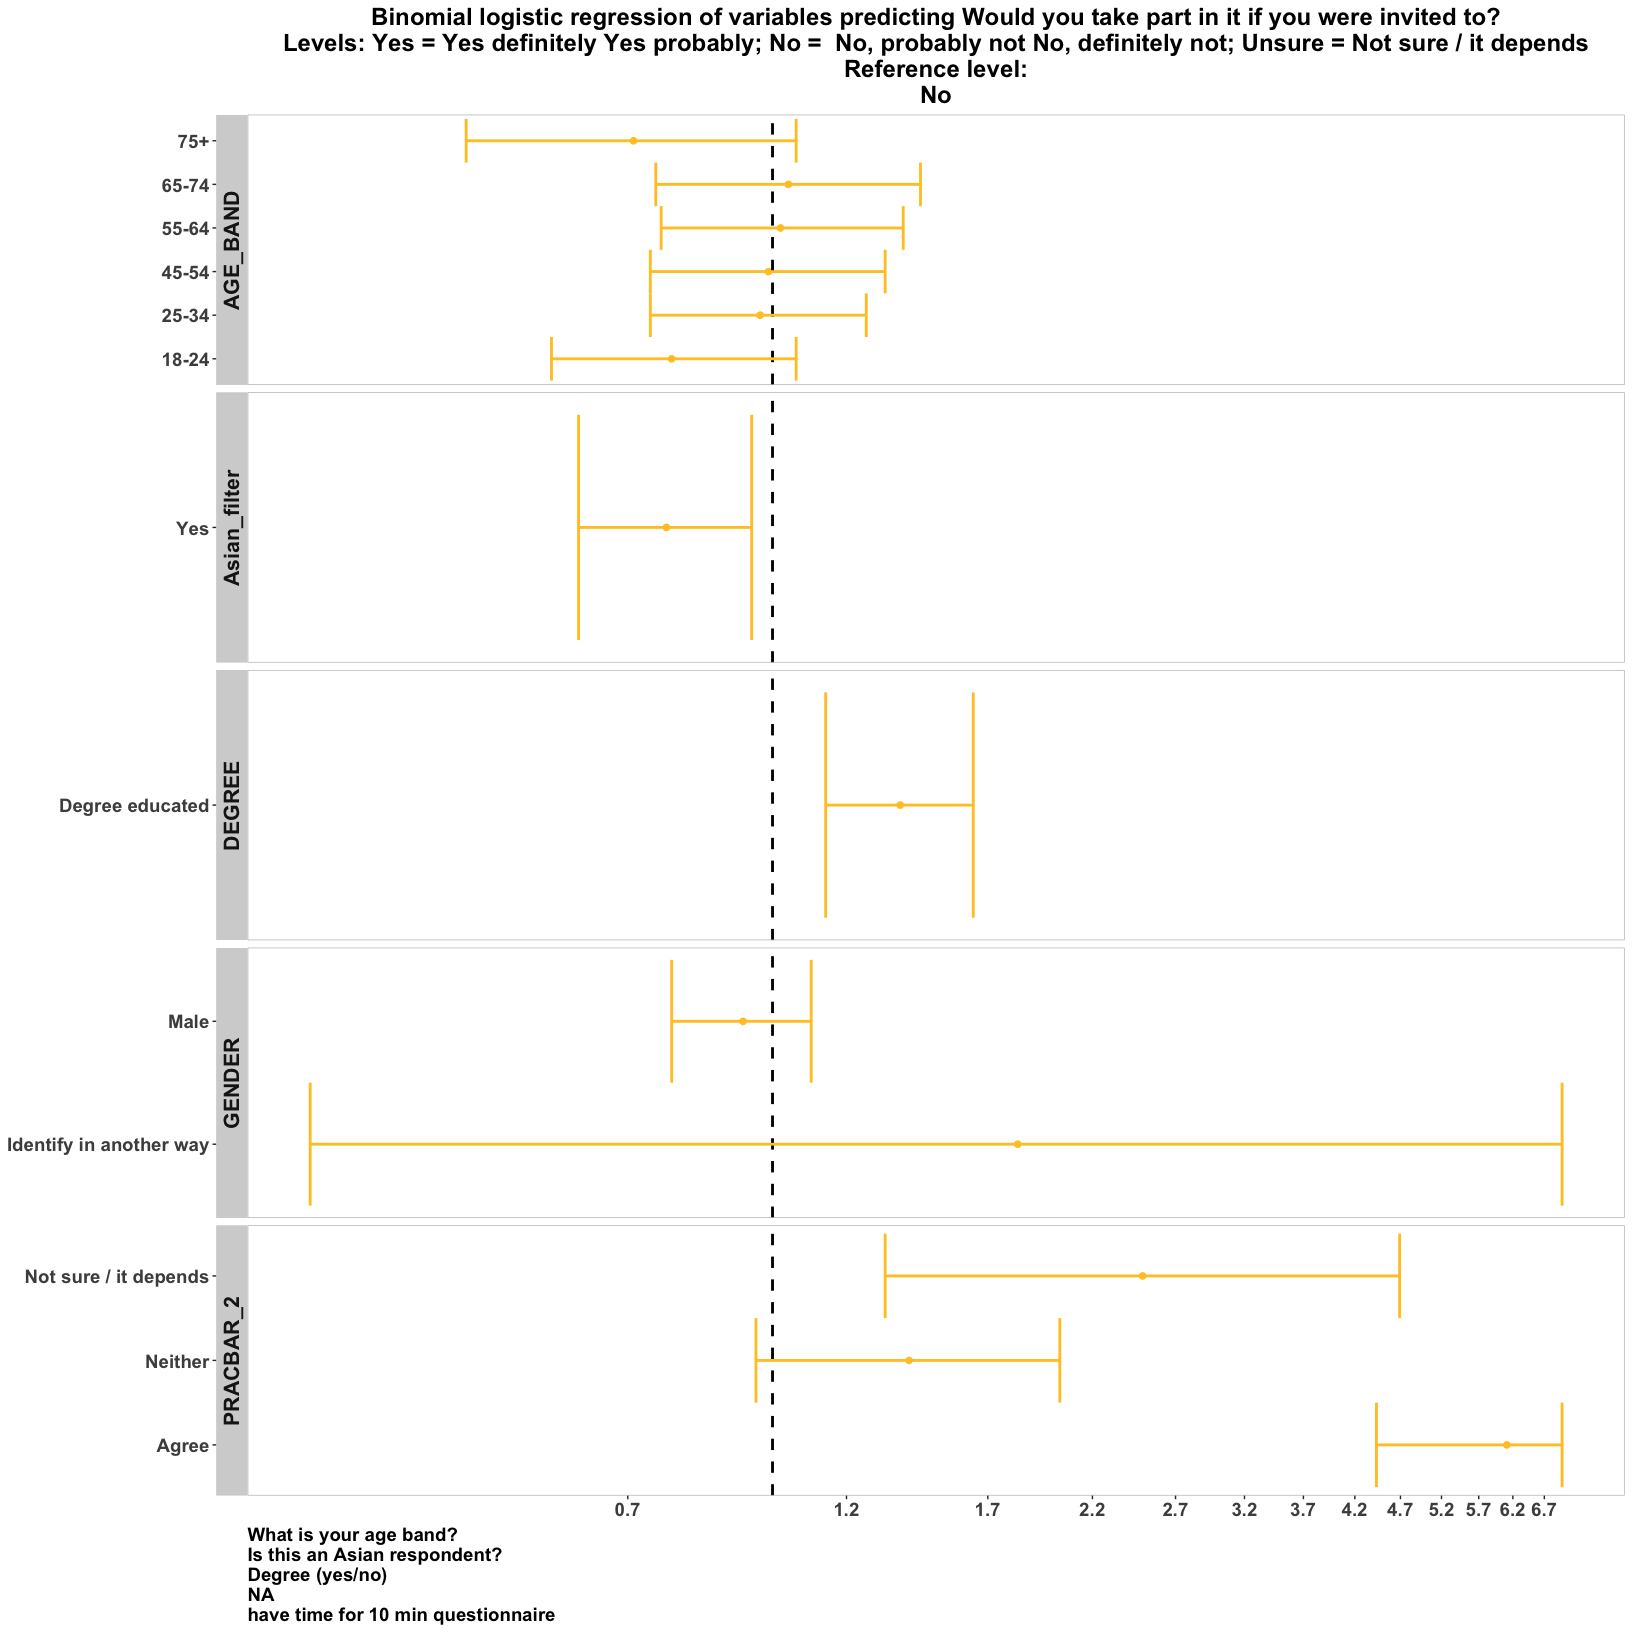 Binomial logistic regression of variables predicting Would you take part in it if you were invited to?
Levels: Yes = Yes definitely Yes probably; No =  No, probably not No, definitely not; Unsure = Not sure / it depends
Reference level:
No
AGE_BAND
75+
65-74
55-64
45-54
25-34
18-24
Asian_filter
Yes
DEGREE
Degree educated
GENDER
Male
Identify in another way
PRACBAR_2
Not sure / it depends
Neither
Agree
0.7 1.2 1.7 2.2 2.7 3.2 3.7 4.2 4.7 5.2 5.7 6.2 6.7
What is your age band?
Is this an Asian respondent?
Degree (yes/no)
NA
have time for 10 min questionnaire